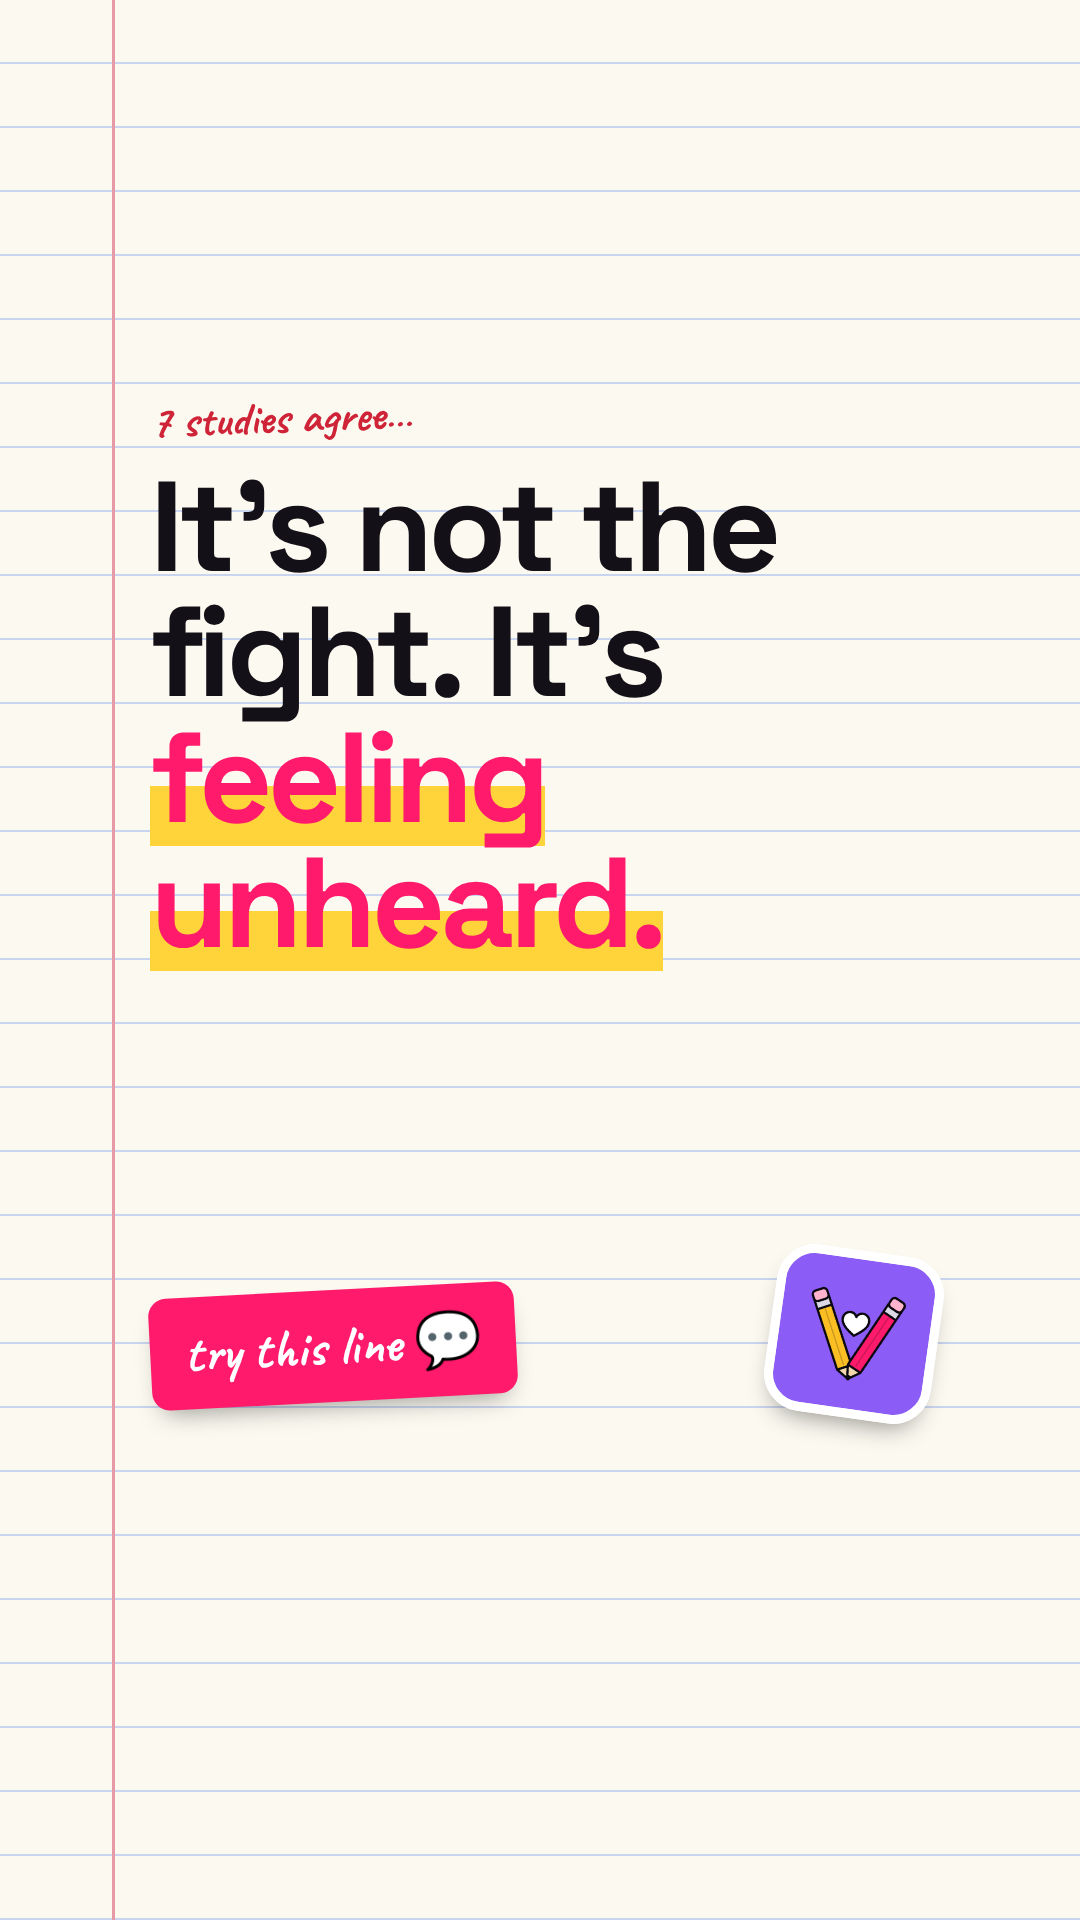 7 studies agree...
It’s not the
fight. It’s
feeling
unheard.
try this line 💬